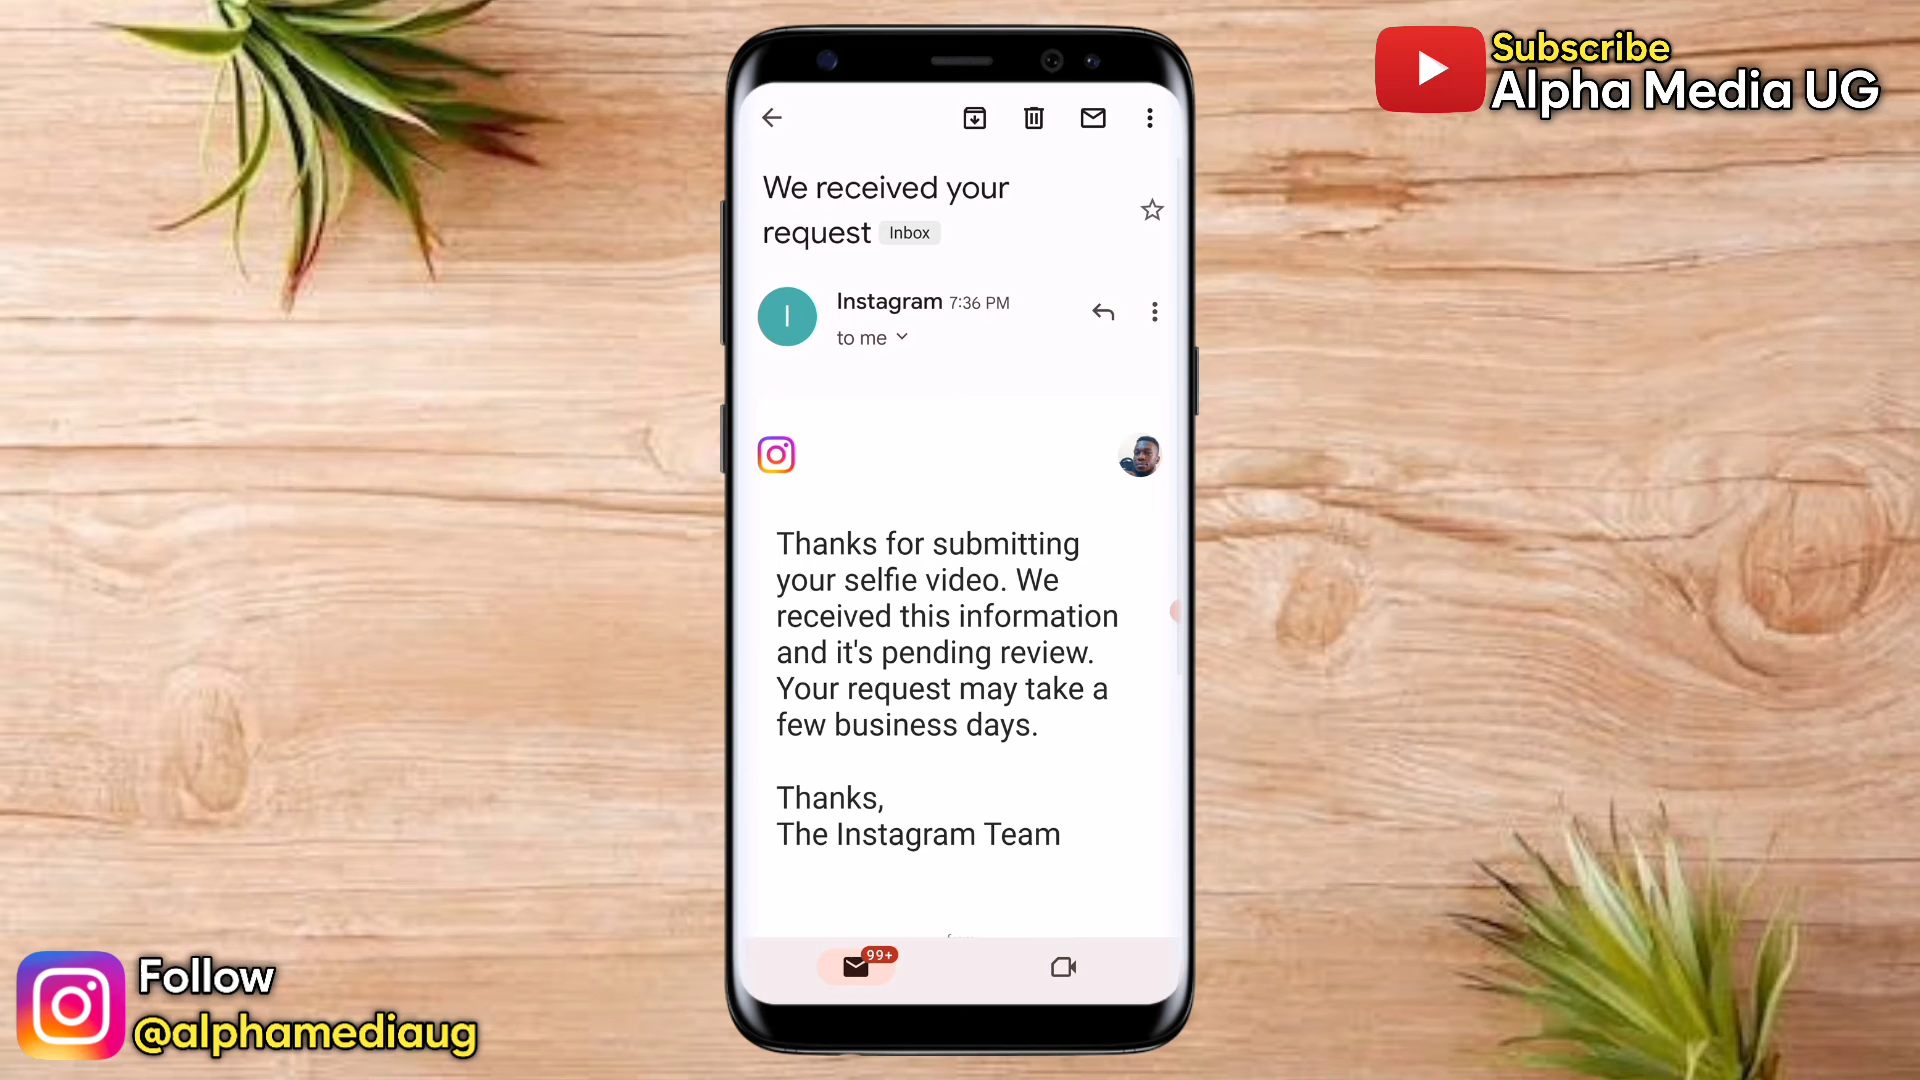 Subscribe
Alpha Media UG
We received your
request Inbox
I
Instagram 7:36 PM
to me
Thanks for submitting
your selfie video. We
received this information
and it's pending review.
Your request may take a
few business days.
Thanks,
The Instagram Team
99+
Follow
@alphamediaug